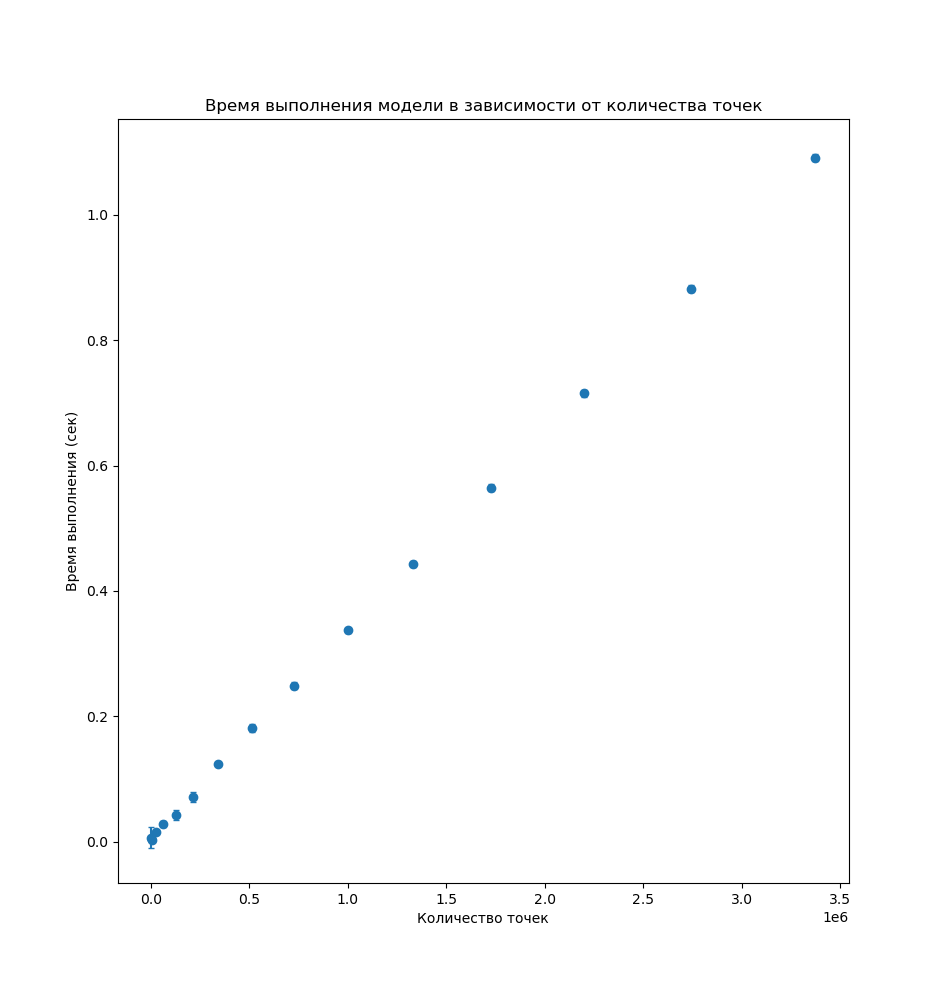 Время выполнения модели в зависимости от количества точек
Время выполнения (сек)
1.0
0.8
0.6
0.4
0.2
0.0
0.0 0.5 1.0 1.5 2.0 2.5 3.0 3.5
1e6
Количество точек